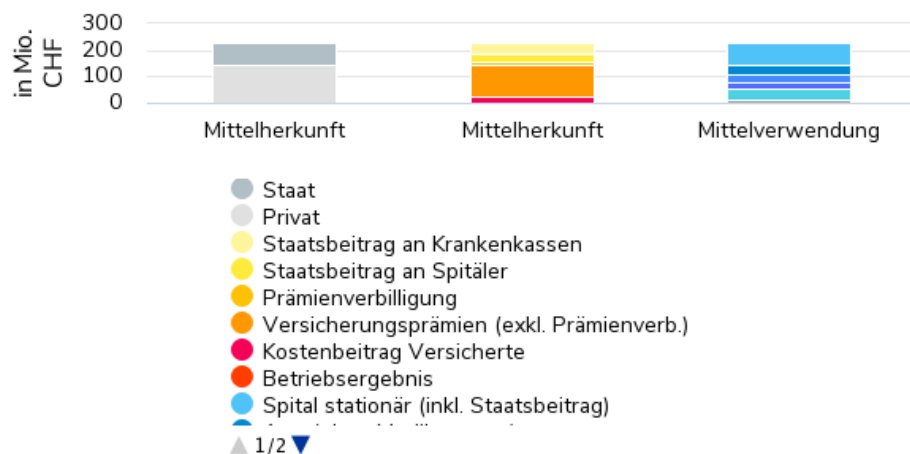 in Mio.
CHF
300
200
100
0
Mittelherkunft
Mittelherkunft
Mittelverwendung
Staat
Privat
Staatsbeitrag an Krankenkassen
Staatsbeitrag an Spitäler
Prämienverbilligung
Versicherungsprämien (exkl. Prämienverb.)
Kostenbeitrag Versicherte
Betriebsergebnis
Spital stationär (inkl. Staatsbeitrag)
1/2